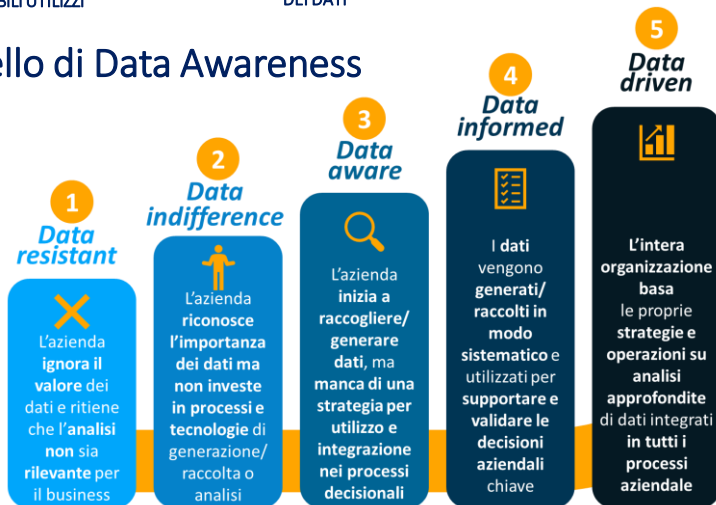 UTILIZZI
DEI DATI
ello di Data Awareness
1
Data
resistant
L'azienda
ignora il
valore dei
dati e ritiene
che l'analisi
non sia
rilevante per
il business
2
Data
indifference
L'azienda
riconosce
l'importanza
dei dati ma
non investe
in processi e
tecnologie di
generazione/
raccolta o
analisi
3
Data
aware
L'azienda
inizia a
raccogliere/
generare
dati, ma
manca di una
strategia per
utilizzo e
integrazione
nei processi
decisionali
4
Data
informed
I dati
vengono
generati/
raccolti in
modo
sistematico e
utilizzati per
supportare e
validare le
decisioni
aziendali
chiave
5
Data
driven
L'intera
organizzazione
basa
le proprie
strategie e
operazioni su
analisi
approfondite
di dati integrati
in tutti i
processi
aziendale